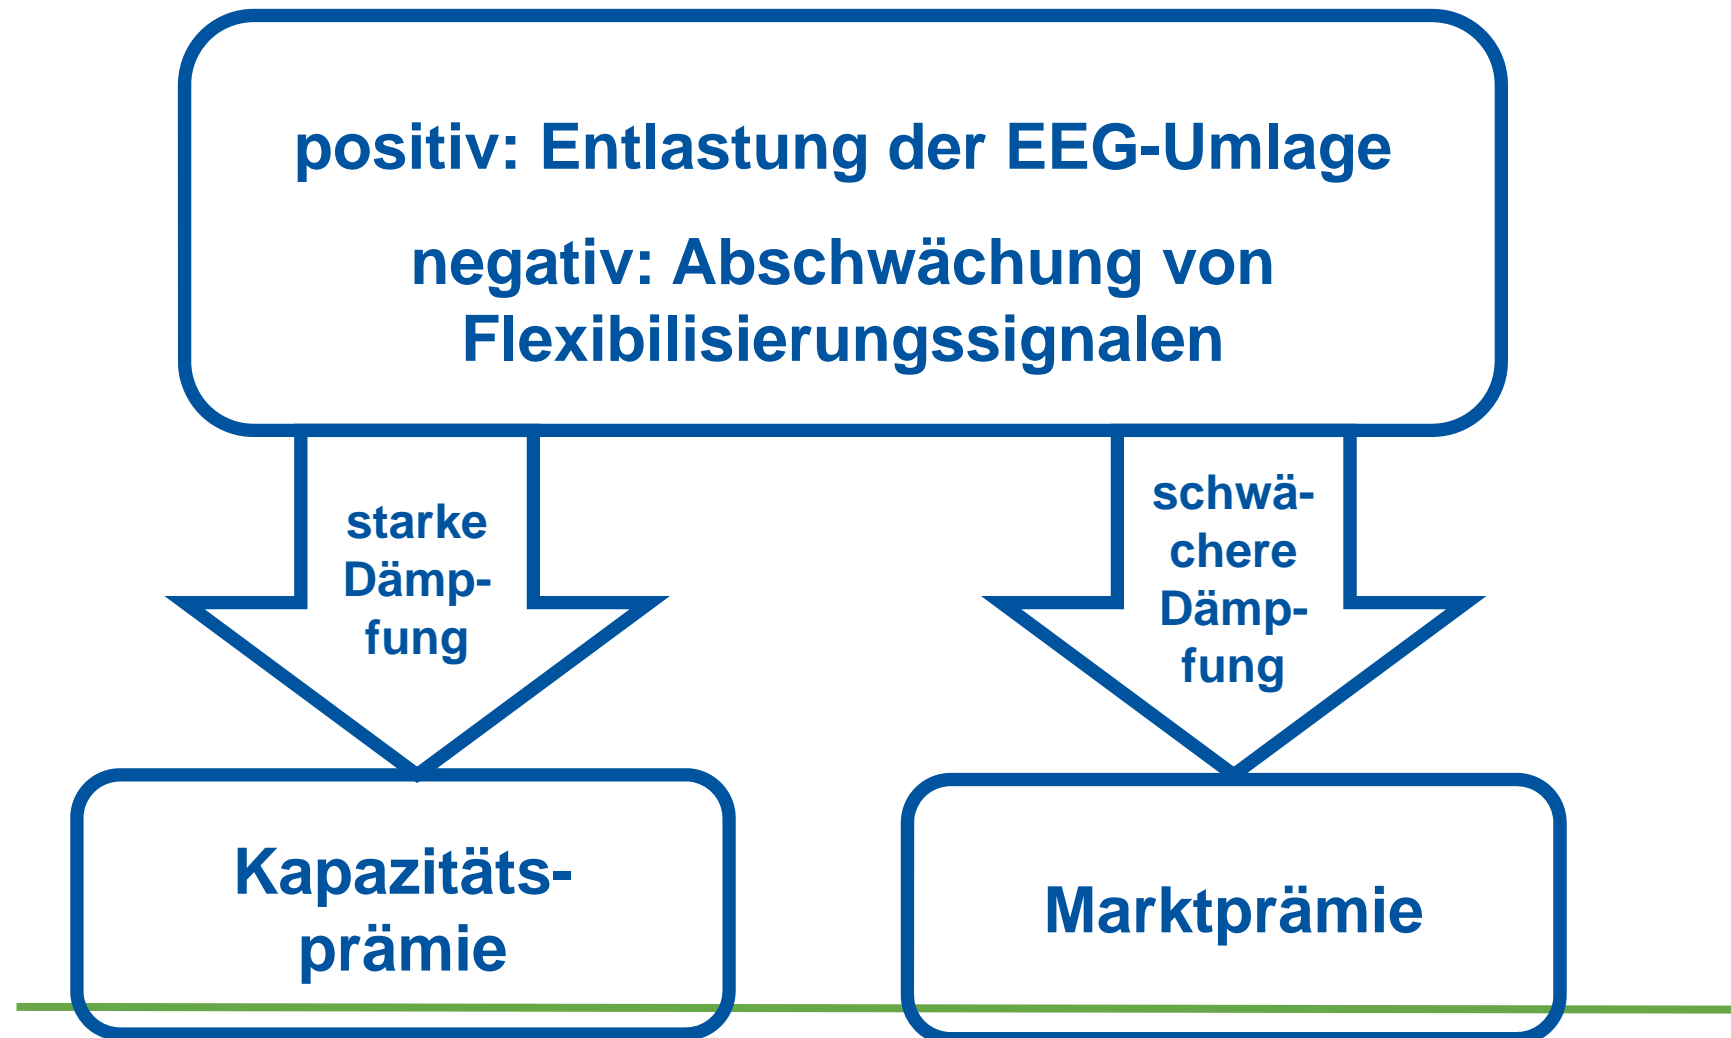 positiv: Entlastung der EEG-Umlage
negativ: Abschwächung von
Flexibilisierungssignalen
starke
Dämp-
fung
schwä-
chere
Dämp-
fung
Kapazitäts-
prämie
Marktprämie